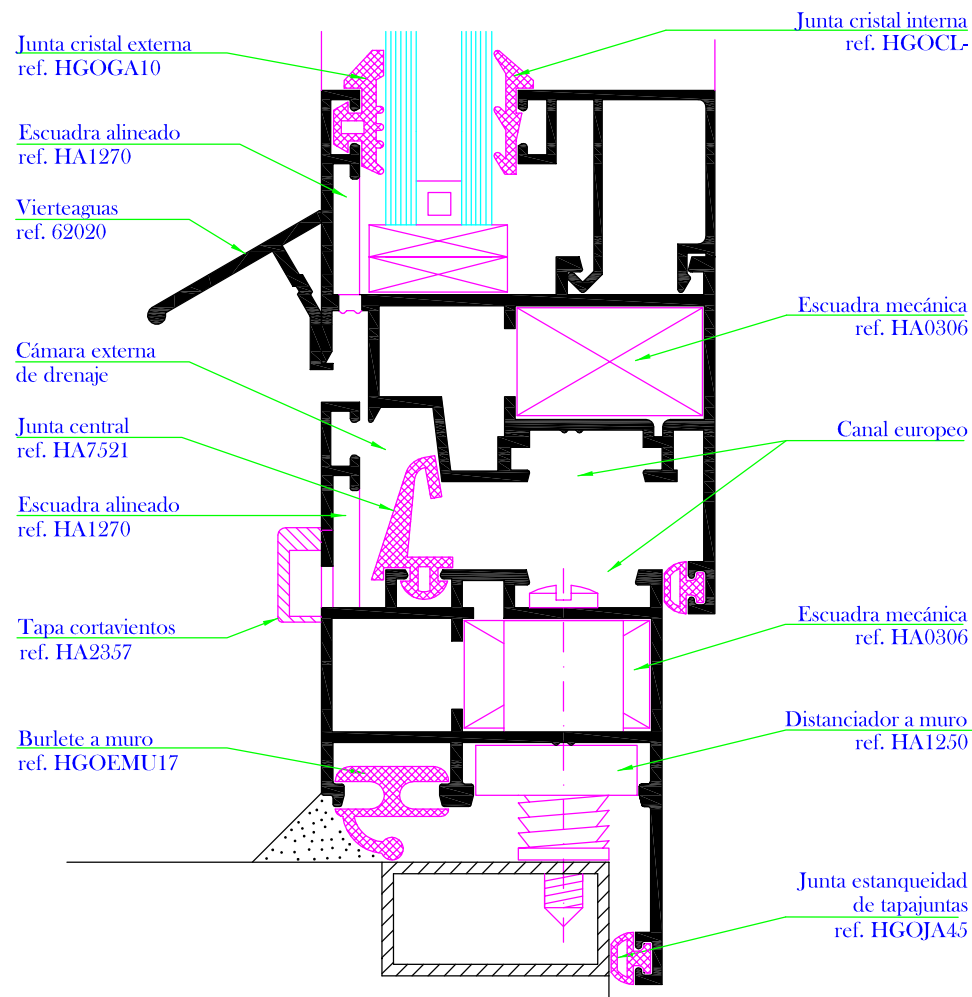 Junta cristal externa
ref. HGOGA10
Escuadra alineado
ref. HA1270
Vierteaguas
ref. 62020
Cámara externa
de drenaje
Junta central
ref. HA7521
Escuadra alineado
ref. HA1270
Tapa cortavientos
ref. HA2357
Burlete a muro
ref. HGOEMU17
Junta cristal interna
ref. HGOCL-
Escuadra mecánica
ref. HA0306
Canal europeo
Escuadra mecánica
ref. HA0306
Distanciador a muro
ref. HA1250
Junta estanqueidad
de tapajuntas
ref. HGOJA45